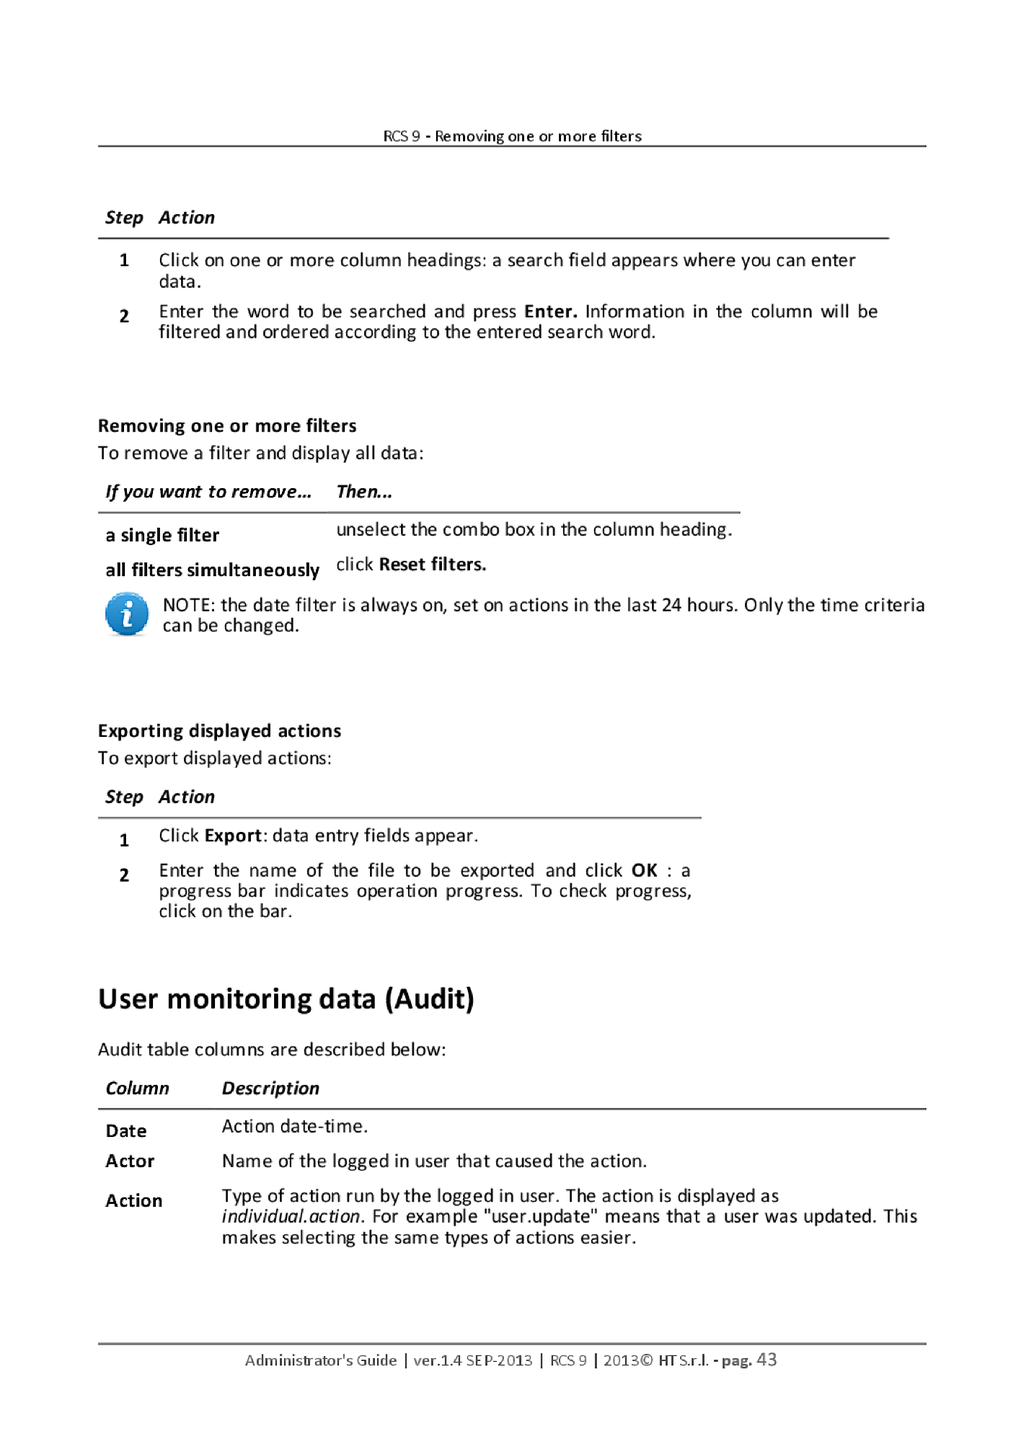 RCS 9 - Removing one or more filters
Step Action
1 Click on one or more column headings: a search field appears where you can enter
data.
2 Enter the word to be searched and press Enter. Information in the column will be
filtered and ordered according to the entered search word.
Removing one or more filters
To remove a filter and display all data:
If you want to remove... Then...
a single filter unselect the combo box in the column heading.
all filters simultaneously click Reset filters.
NOTE: the date filter is always on, set on actions in the last 24 hours. Only the time criteria
can be changed.
Exporting displayed actions
To export displayed actions:
Step Action
1 Click Export: data entry fields appear.
2 Enter the name of the file to be exported and click OK : a
progress bar indicates operation progress. To check progress,
click on the bar.
User monitoring data (Audit)
Audit table columns are described below:
Column Description
Date Action date-time.
Actor Name of the logged in user that caused the action.
Action Type of action run by the logged in user. The action is displayed as
individual.action. For example "user.update" means that a user was updated. This
makes selecting the same types of actions easier.
Administrator's Guide | ver.1.4 SEP-2013 | RCS 9 | 2013© HT S.r.l. - pag. 43